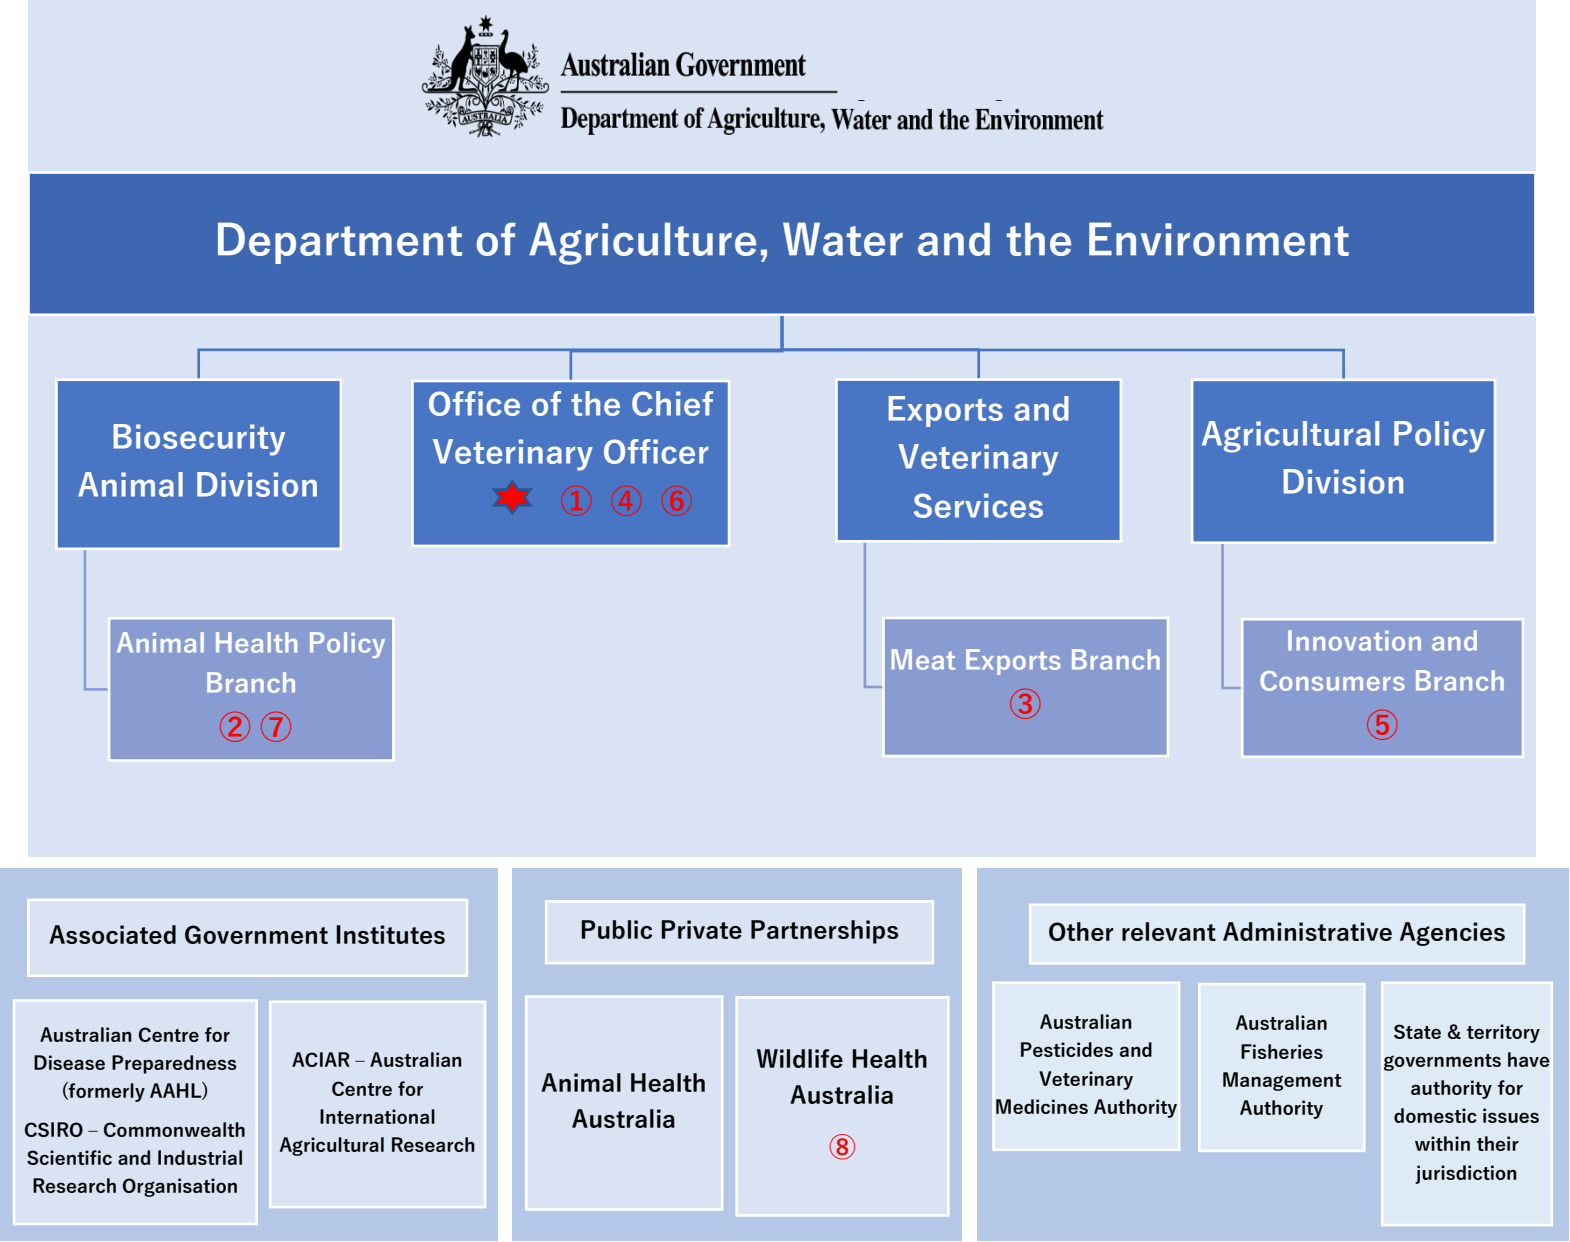 Australian Government
Department of Agriculture, Water and the Environment
AUSTRALIA
Department of Agriculture, Water and the Environment
Biosecurity
Animal Division
Office of the Chief
Veterinary Officer
① ④ ⑥
Exports and
Veterinary
Services
Agricultural Policy
Division
Animal Health Policy
Branch
② ⑦
Meat Exports Branch
③
Innovation and
Consumers Branch
⑤
Associated Government Institutes
Australian Centre for
Disease Preparedness
(formerly AAHL)
CSIRO – Commonwealth
Scientific and Industrial
Research Organisation
ACIAR – Australian
Centre for
International
Agricultural Research
Public Private Partnerships
Animal Health
Australia
Wildlife Health
Australia
⑧
Other relevant Administrative Agencies
Australian
Pesticides and
Veterinary
Medicines Authority
Australian
Fisheries
Management
Authority
State & territory
governments have
authority for
domestic issues
within their
jurisdiction